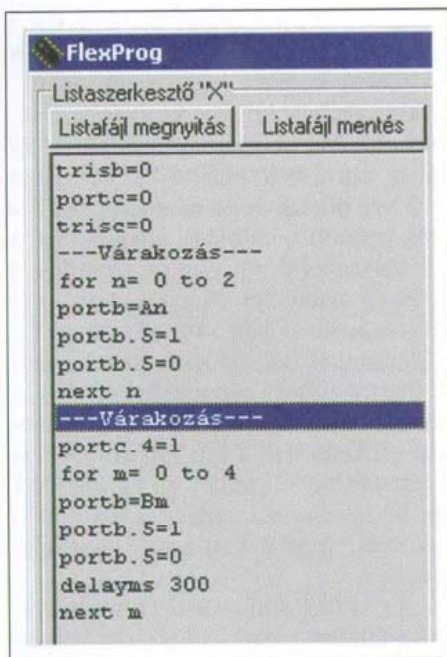 FlexProg
Listaszerkesztő "X"
Listafájl megnyitás Listafájl mentés
trisb=0
portc=0
trisc=0
---Várakozás---
for n= 0 to 2
portb=An
portb.5=1
portb.5=0
next n
---Várakozás---
portc.4=1
for m= 0 to 4
portb=Bm
portb.5=1
portb.5=0
delayms 300
next m